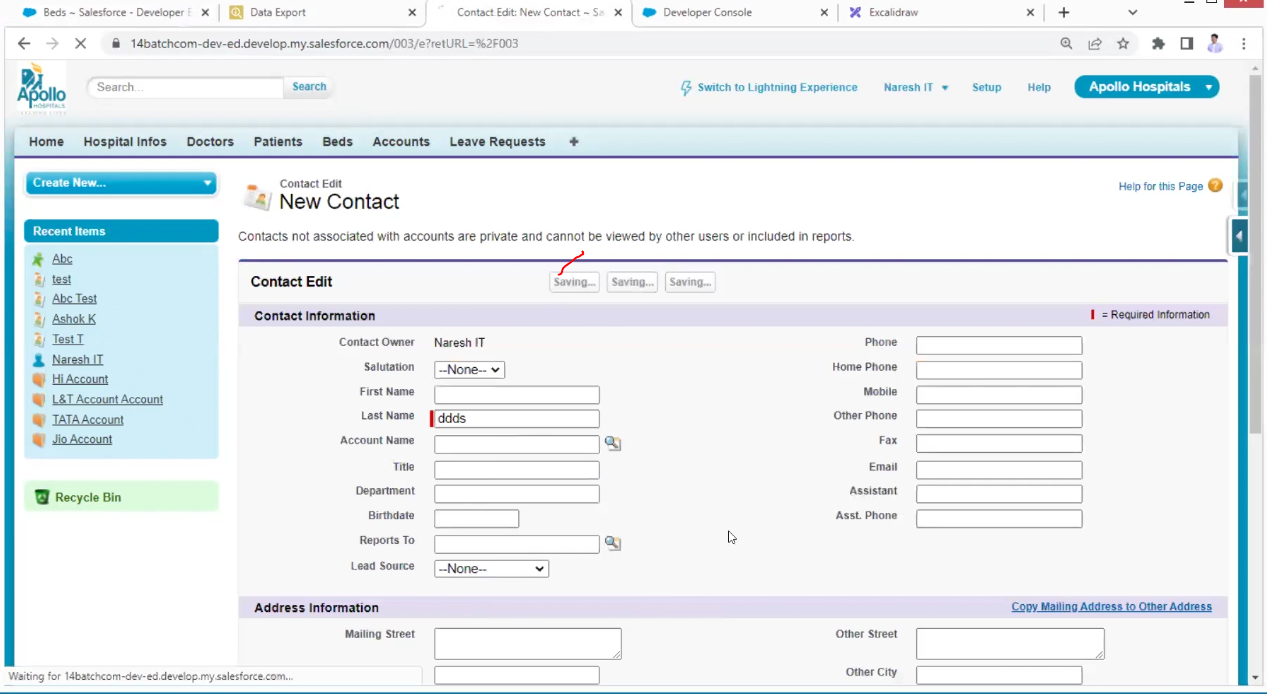 Beds ~ Salesforce - Developer E
Data Export
Contact Edit: New Contact ~ Sa
Developer Console
Excalidraw
14batchcom-dev-ed.develop.my.salesforce.com/003/e?retURL=%2F003
Apollo
HOSPITALS
Search...
Search
Switch to Lightning Experience
Naresh IT
Setup
Help
Apollo Hospitals
Home
Hospital Infos
Doctors
Patients
Beds
Accounts
Leave Requests
Create New...
Contact Edit
New Contact
Help for this Page
Recent Items
Abc
test
Abc Test
Ashok K
Test T
Naresh IT
Hi Account
L&T Account Account
TATA Account
Jio Account
Recycle Bin
Contacts not associated with accounts are private and cannot be viewed by other users or included in reports.
Contact Edit
Saving...
Saving...
Saving...
Contact Information
= Required Information
Contact Owner
Naresh IT
Phone
Salutation
--None--
Home Phone
First Name
Mobile
Last Name
ddds
Other Phone
Account Name
Fax
Title
Email
Department
Assistant
Birthdate
Asst. Phone
Reports To
Lead Source
--None--
Address Information
Copy Mailing Address to Other Address
Mailing Street
Other Street
Other City
Waiting for 14batchcom-dev-ed.develop.my.salesforce.com...